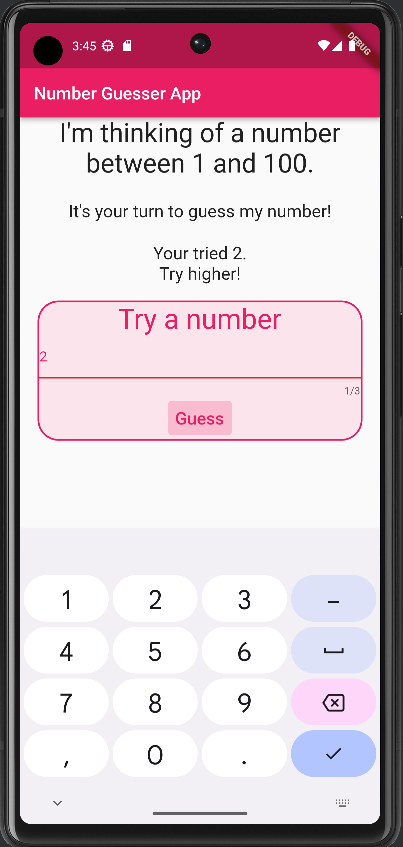 3:45
DEBUG
Number Guesser App
I'm thinking of a number
between 1 and 100.
It's your turn to guess my number!
Your tried 2.
Try higher!
Try a number
2
1/3
Guess
1 2 3 –
4 5 6
7 8 9
, 0 .